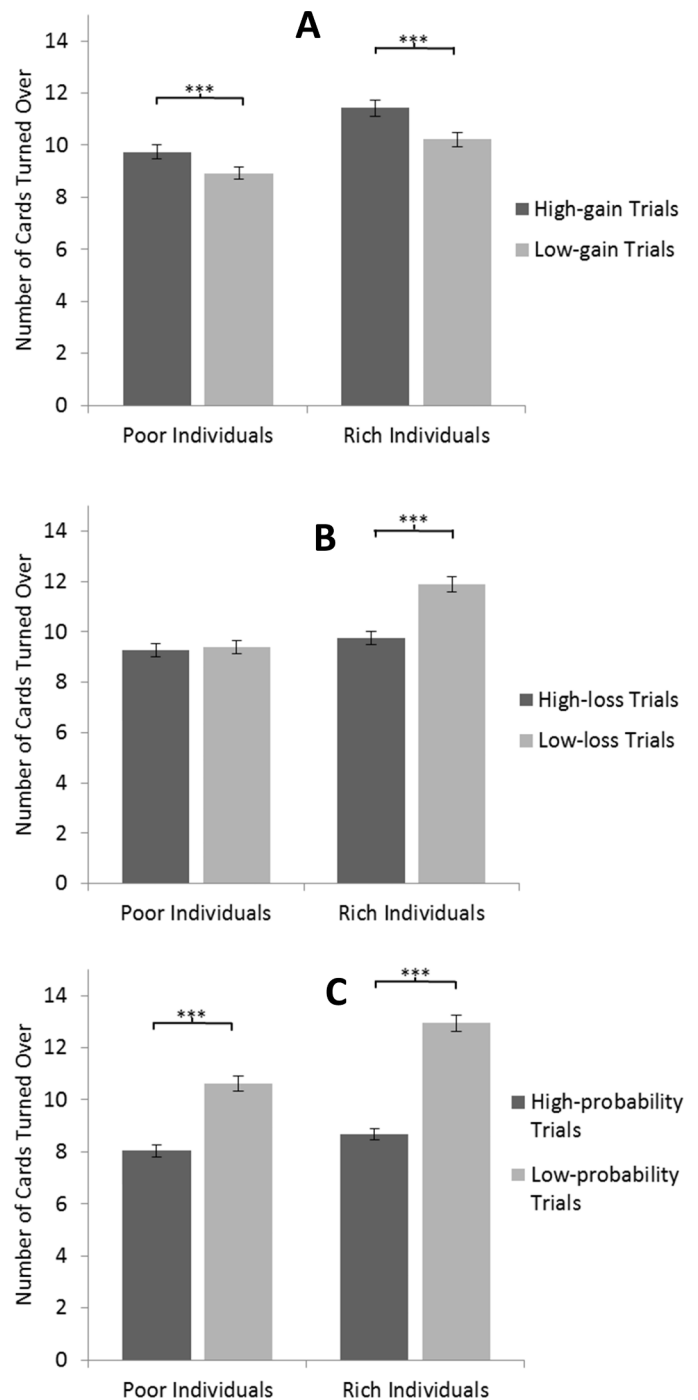 A
Number of Cards Turned Over
14
12
10
8
6
4
2
0
***
***
High-gain Trials
Low-gain Trials
Poor Individuals
Rich Individuals
B
Number of Cards Turned Over
14
12
10
8
6
4
2
0
***
High-loss Trials
Low-loss Trials
Poor Individuals
Rich Individuals
C
Number of Cards Turned Over
14
12
10
8
6
4
2
0
***
***
High-probability
Trials
Low-probability
Trials
Poor Individuals
Rich Individuals